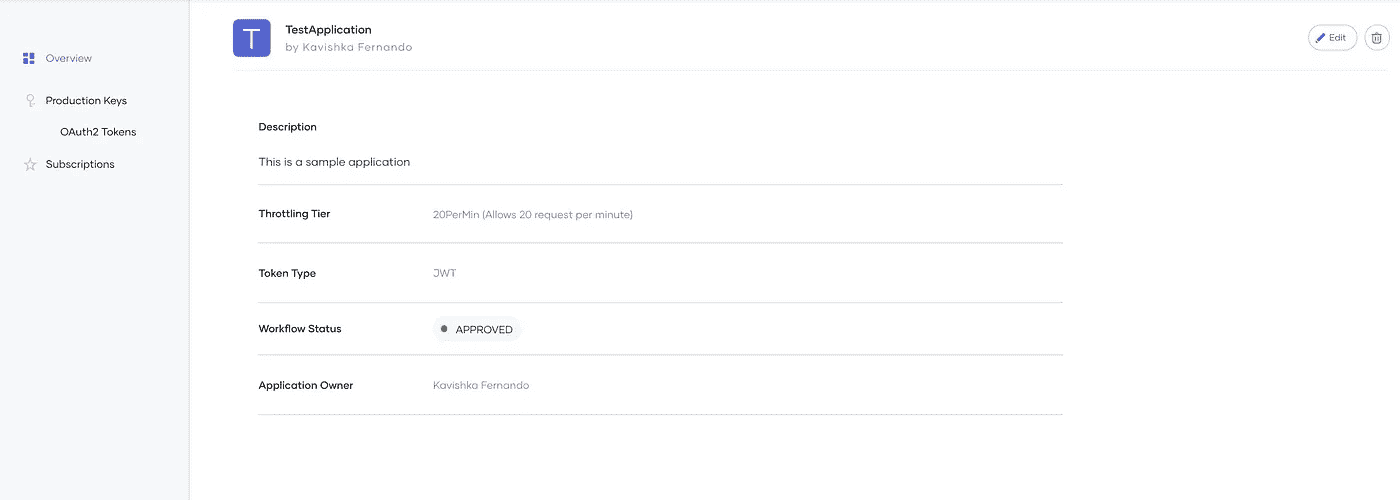 Overview
Production Keys
OAuth2 Tokens
Subscriptions
T
TestApplication
by Kavishka Fernando
Edit
Description
This is a sample application
Throttling Tier 20PerMin (Allows 20 request per minute)
Token Type JWT
Workflow Status APPROVED
Application Owner Kavishka Fernando